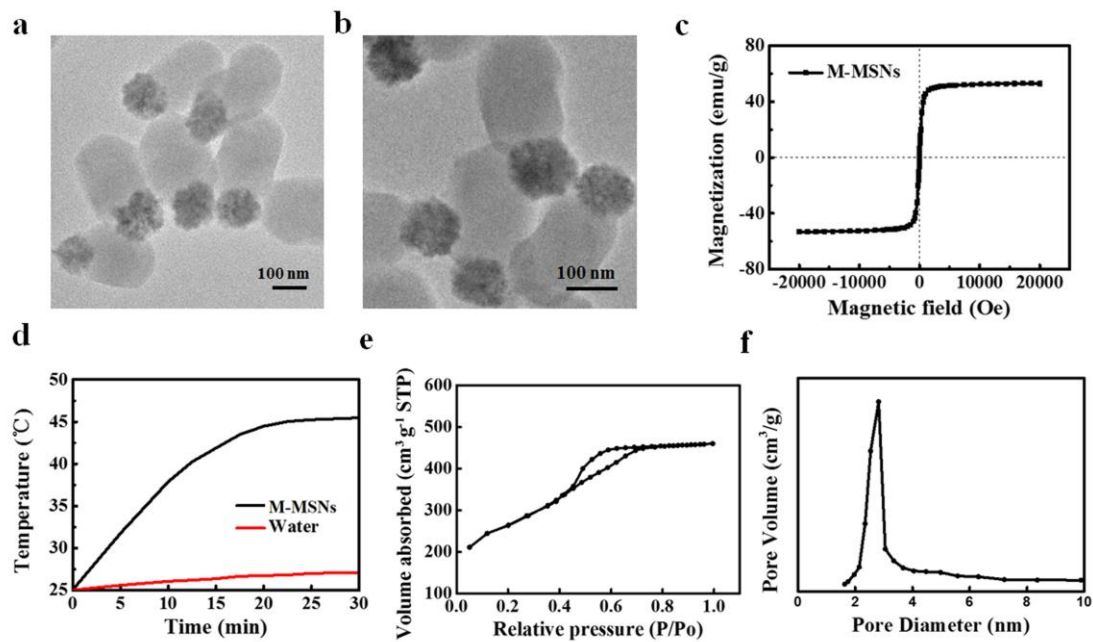 a
100 nm
b
100 nm
c
Magnetization (emu/g)
80
40
0
-40
-80
M-MSNs
-20000 -10000 0 10000 20000
Magnetic field (Oe)
d
Temperature (℃)
50
45
40
35
30
25
M-MSNs
Water
0 5 10 15 20 25 30
Time (min)
e
Volume absorbed (cm³ g⁻¹ STP)
600
500
400
300
200
100
0.0 0.2 0.4 0.6 0.8 1.0
Relative pressure (P/Po)
f
Pore Volume (cm³/g)
0 2 4 6 8 10
Pore Diameter (nm)